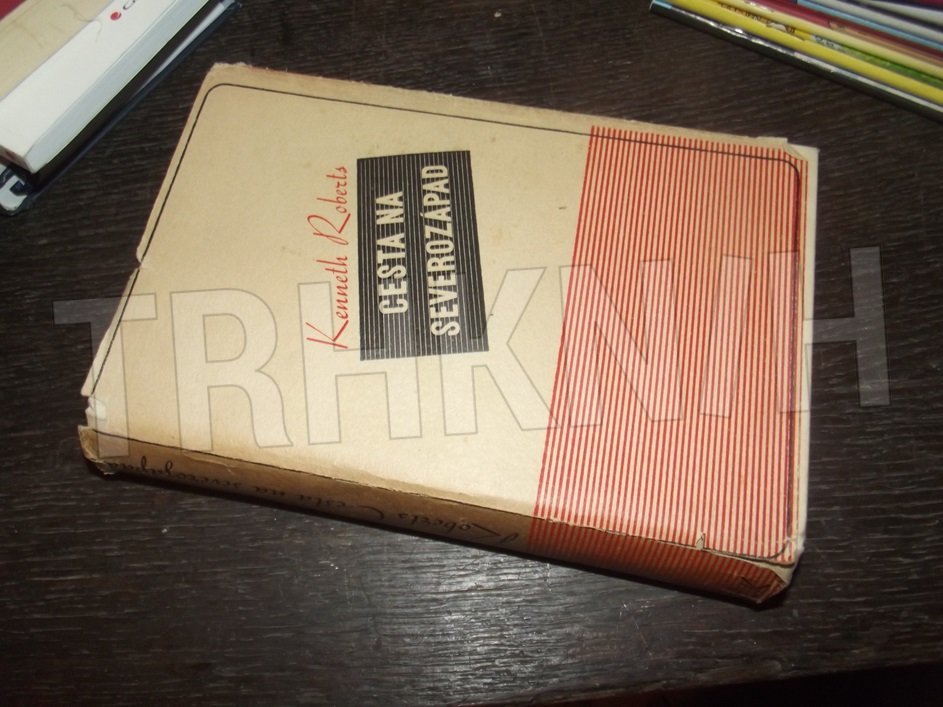 Kenneth Roberts
CESTA NA
SEVEROZÁPAD
Roberts Cesta na severozápad
TRHKNIH